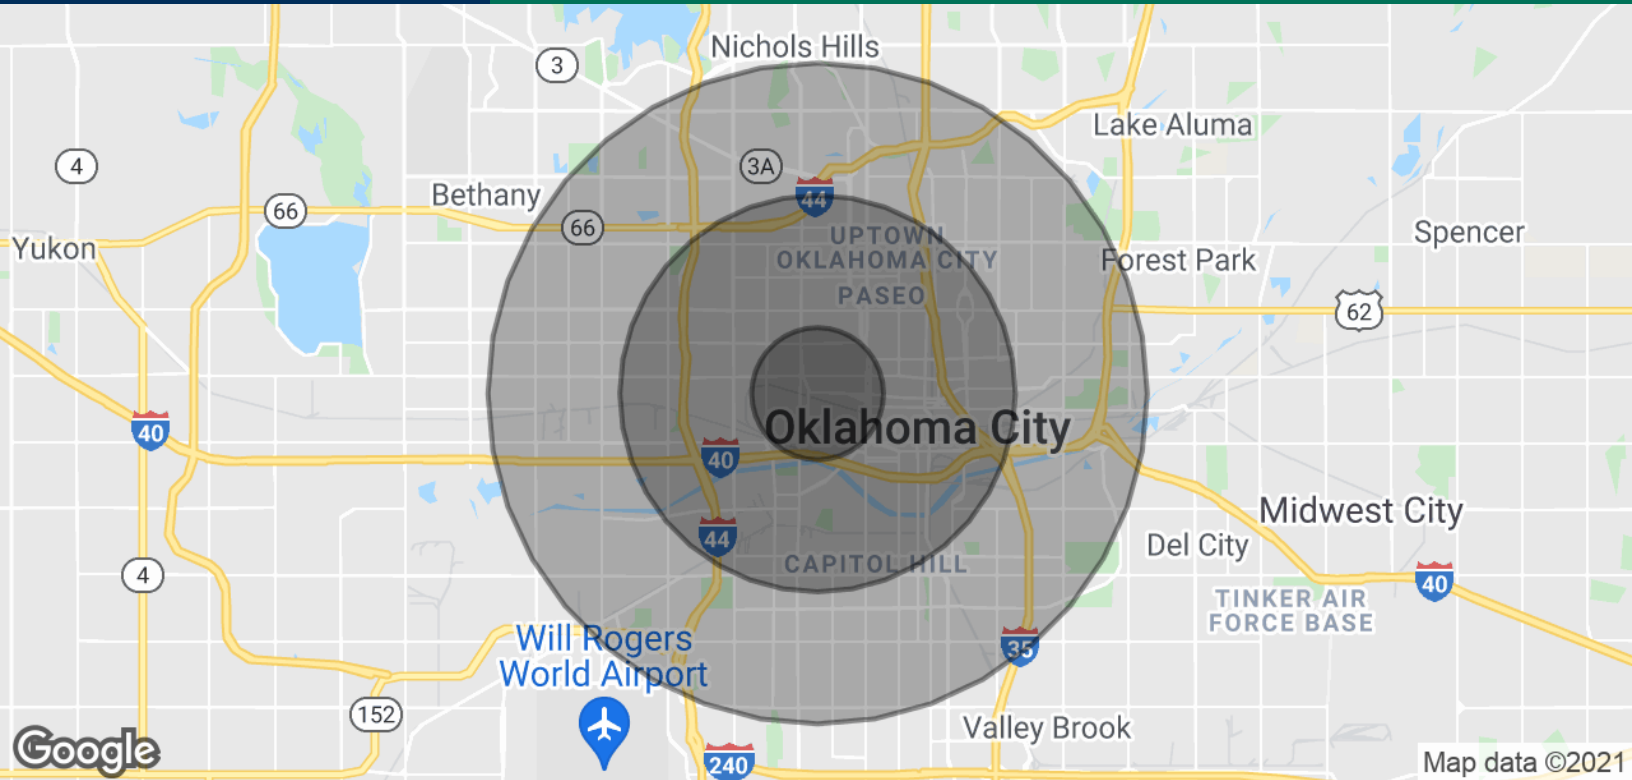 Nichols Hills
3
Lake Aluma
4
3A
Bethany
44
66
66
Spencer
Yukon
UPTOWN
OKLAHOMA CITY
Forest Park
PASEO
62
Oklahoma City
40
40
Midwest City
44
Del City
CAPITOL HILL
4
40
TINKER AIR
FORCE BASE
Will Rogers
World Airport
35
152
Valley Brook
Google
240
Map data ©2021